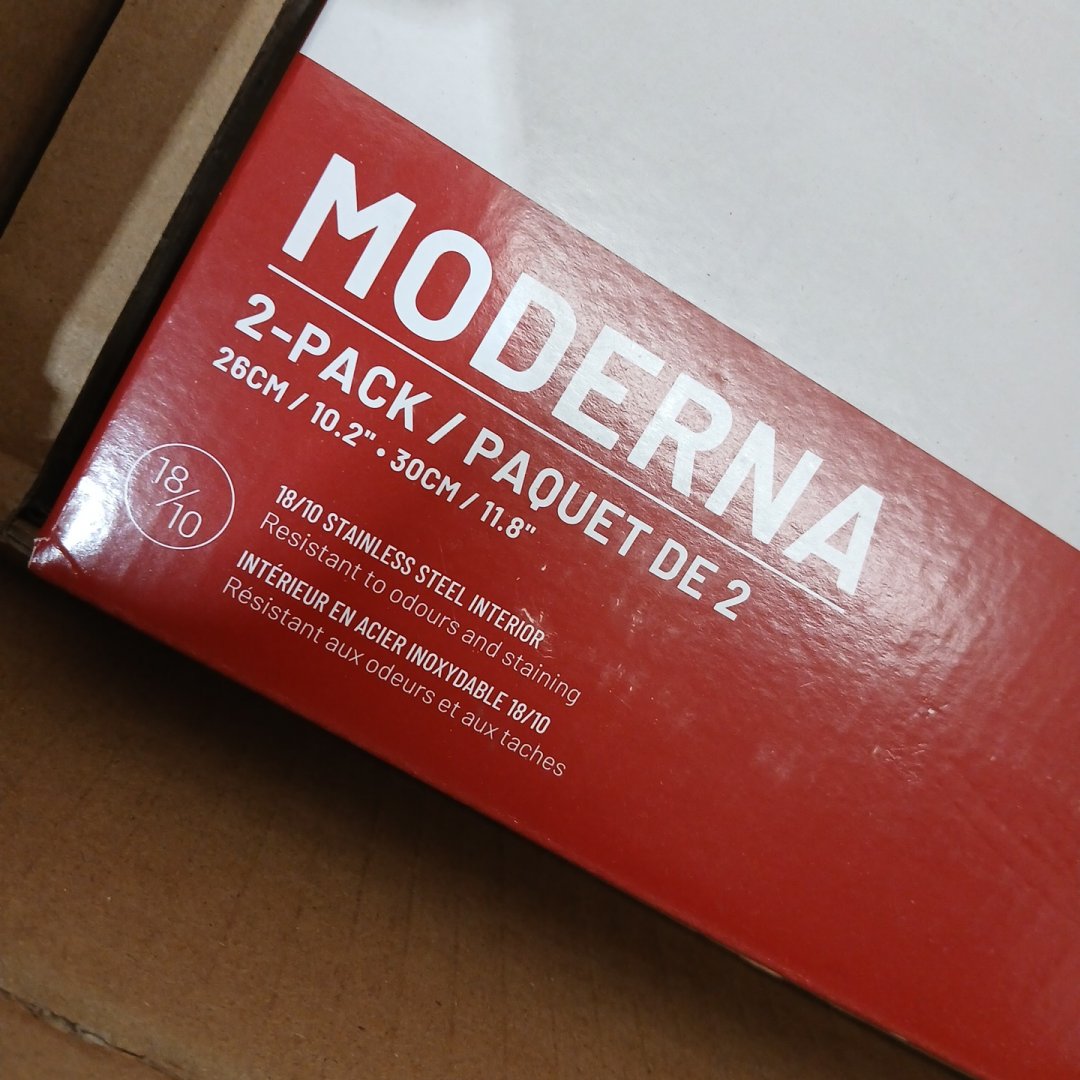 MODERNA
2-PACK / PAQUET DE 2
26CM / 10.2" • 30CM / 11.8"
18/10
18/10 STAINLESS STEEL INTERIOR
Resistant to odours and staining
INTÉRIEUR EN ACIER INOXYDABLE 18/10
Résistant aux odeurs et aux taches